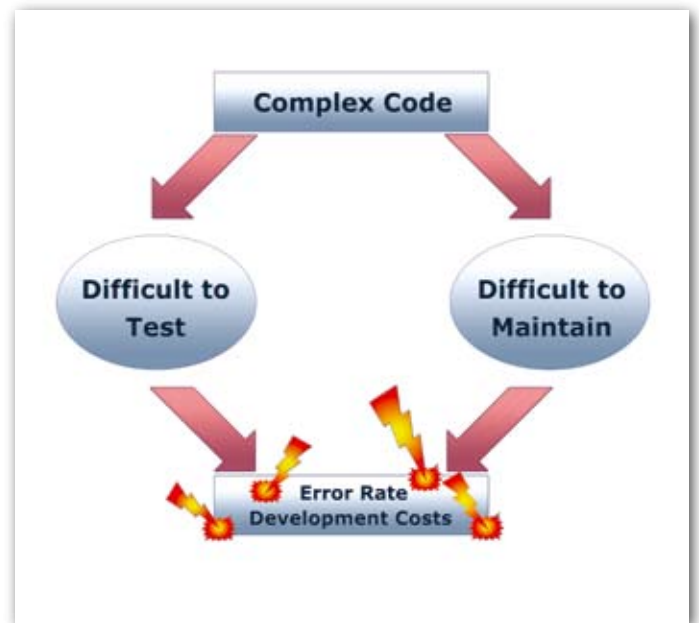 Complex Code
Difficult to
Test
Difficult to
Maintain
Error Rate
Development Costs